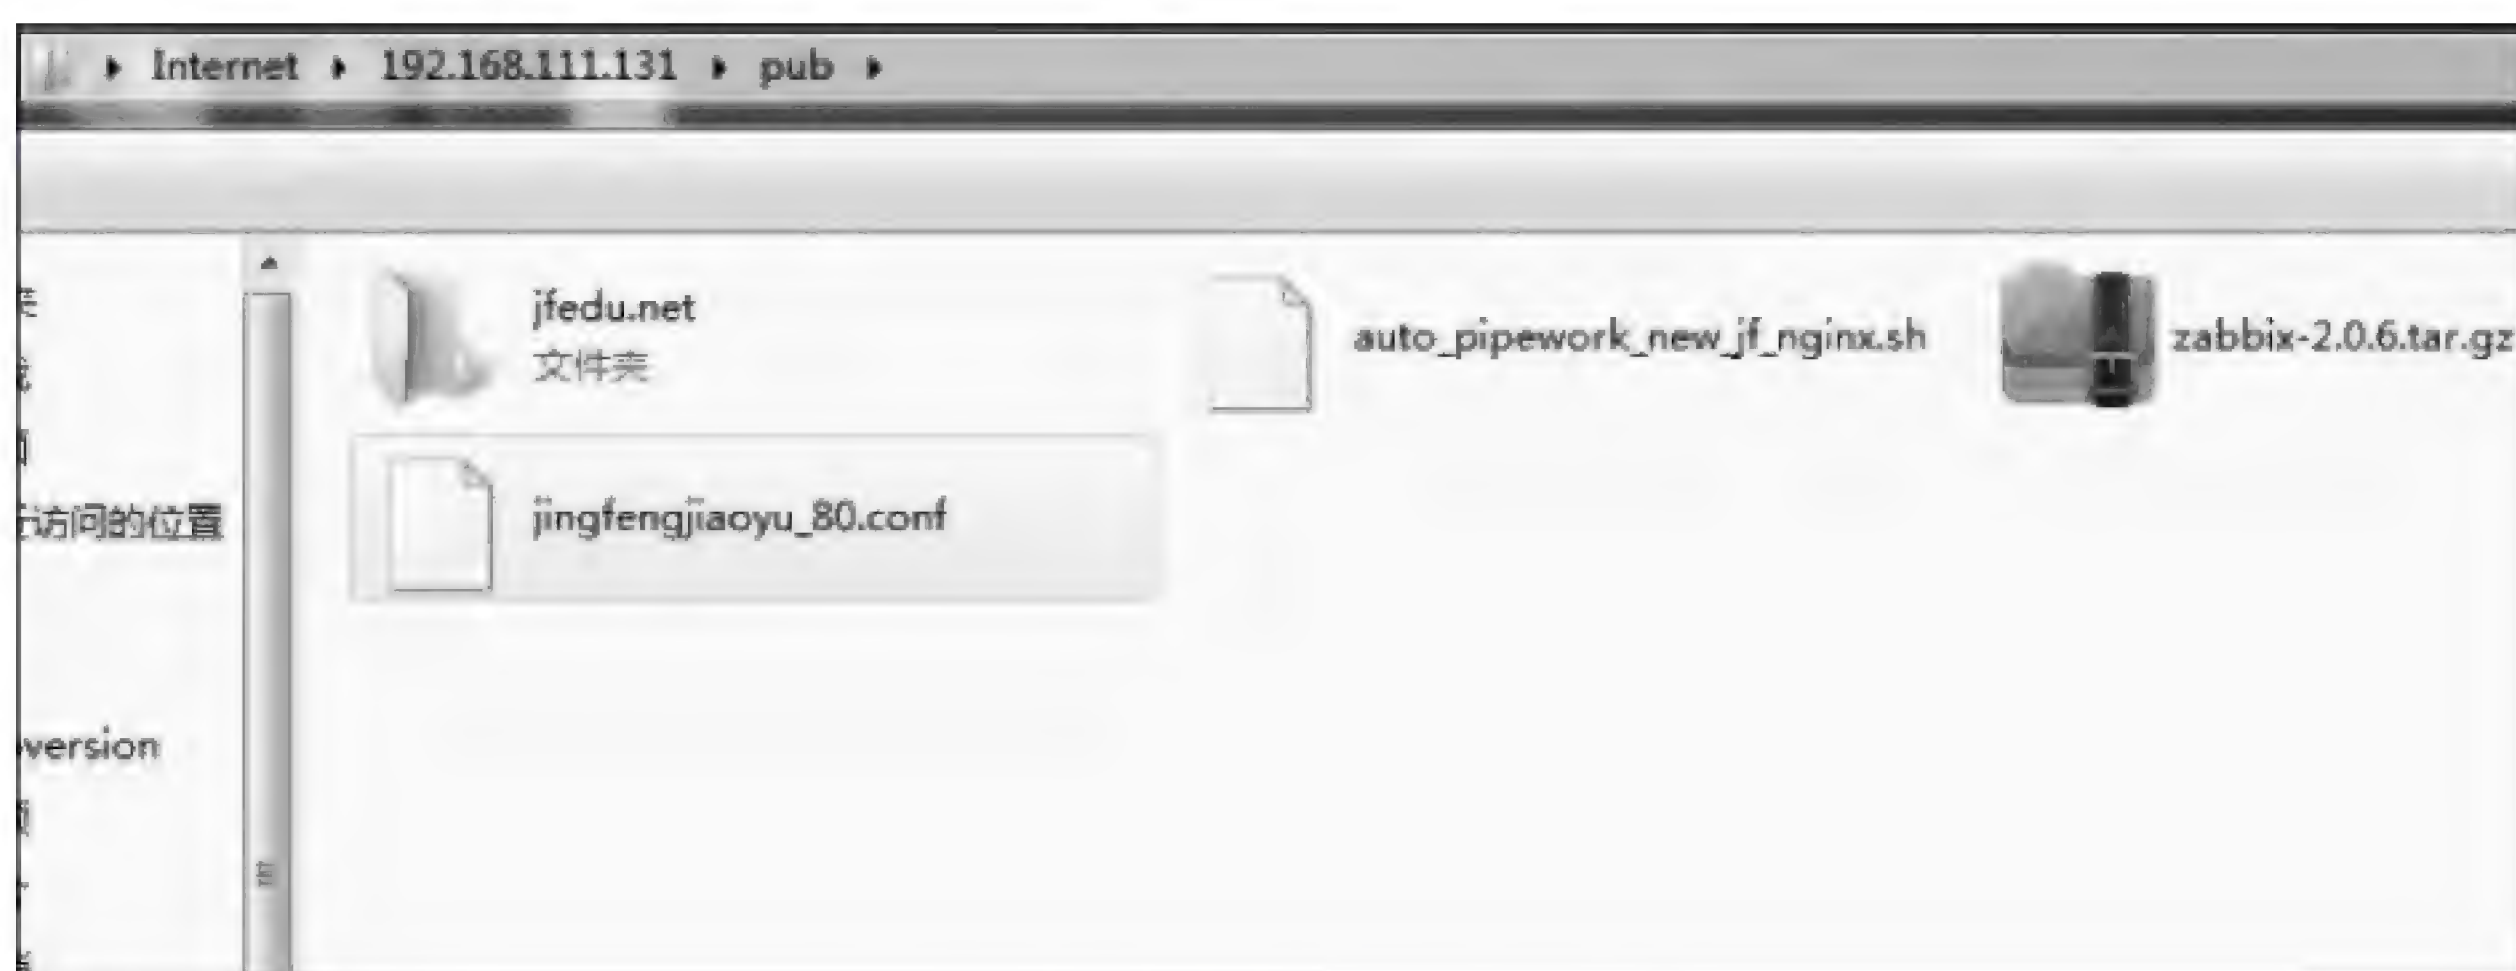 Internet 192.168.111.131 pub
jfedu.net
文件夹
auto_pipework_new_jf_nginx.sh
zabbix-2.0.6.tar.gz
访问的位置
jingfengjiaoyu_80.conf
version